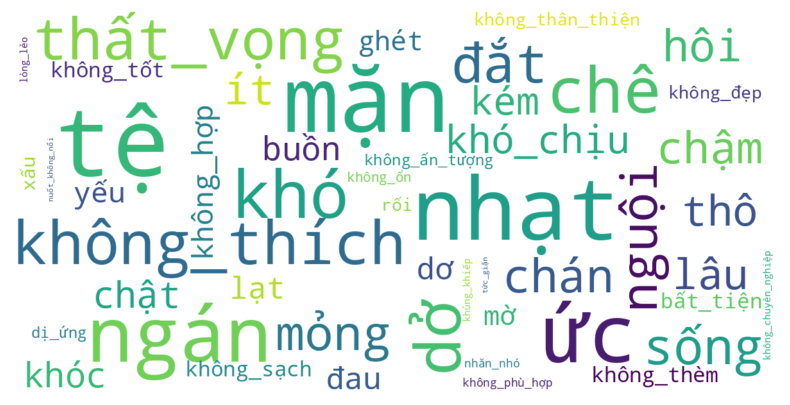 không_thân_thiện
thất_vọng
lỏng_lẻo
ghét
đắt
hôi
không_tốt
ít
mặn
kém
chê
không_đẹp
tệ
không_hợp
buồn
khó_chịu
chậm
không_ấn_tượng
xấu
nuốt_không_nổi
yếu
khó
không_ổn
rối
nhạt
nguội
thô
không_thích
dơ
chán
lâu
khủng_khiếp
tức_giận
không_chuyên_nghiệp
chật
lạt
bất_tiện
ngán
mỏng
dở
mờ
ức
sống
dị_ứng
khóc
không_sạch
đau
nhăn_nhó
không_phù_hợp
không_thèm